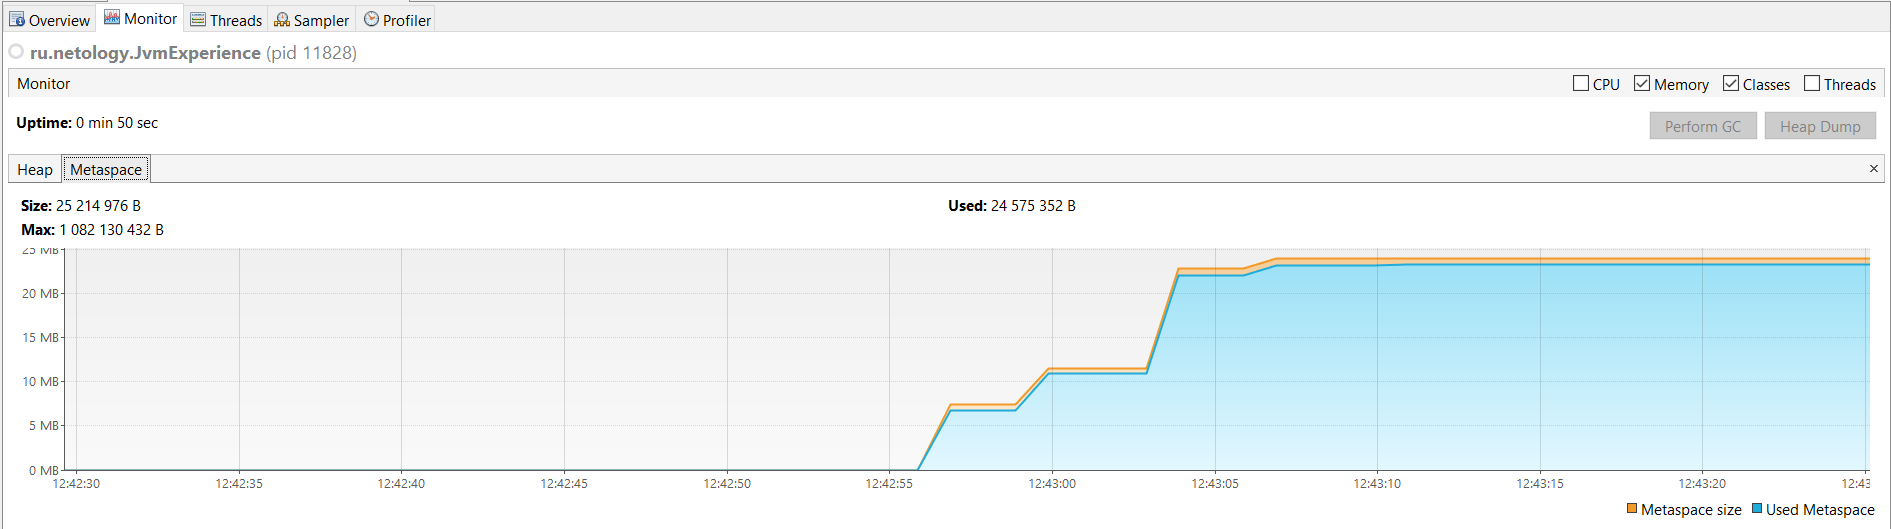 Overview Monitor Threads Sampler Profiler
ru.netology.JvmExperience (pid 11828)
Monitor CPU Memory Classes Threads
Uptime: 0 min 50 sec
Perform GC Heap Dump
Heap Metaspace
Size: 25 214 976 B Used: 24 575 352 B
Max: 1 082 130 432 B
25 MB
20 MB
15 MB
10 MB
5 MB
0 MB
12:42:30 12:42:35 12:42:40 12:42:45 12:42:50 12:42:55 12:43:00 12:43:05 12:43:10 12:43:15 12:43:20 12:43
Metaspace size Used Metaspace